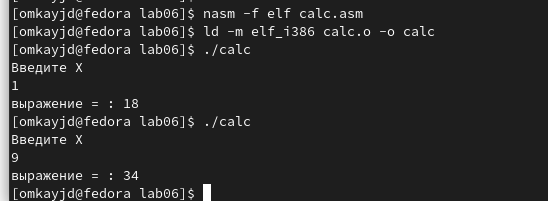 [omkayjd@fedora lab06]$ nasm -f elf calc.asm
[omkayjd@fedora lab06]$ ld -m elf_i386 calc.o -o calc
[omkayjd@fedora lab06]$ ./calc
Введите X
1
выражение = : 18
[omkayjd@fedora lab06]$ ./calc
Введите X
9
выражение = : 34
[omkayjd@fedora lab06]$